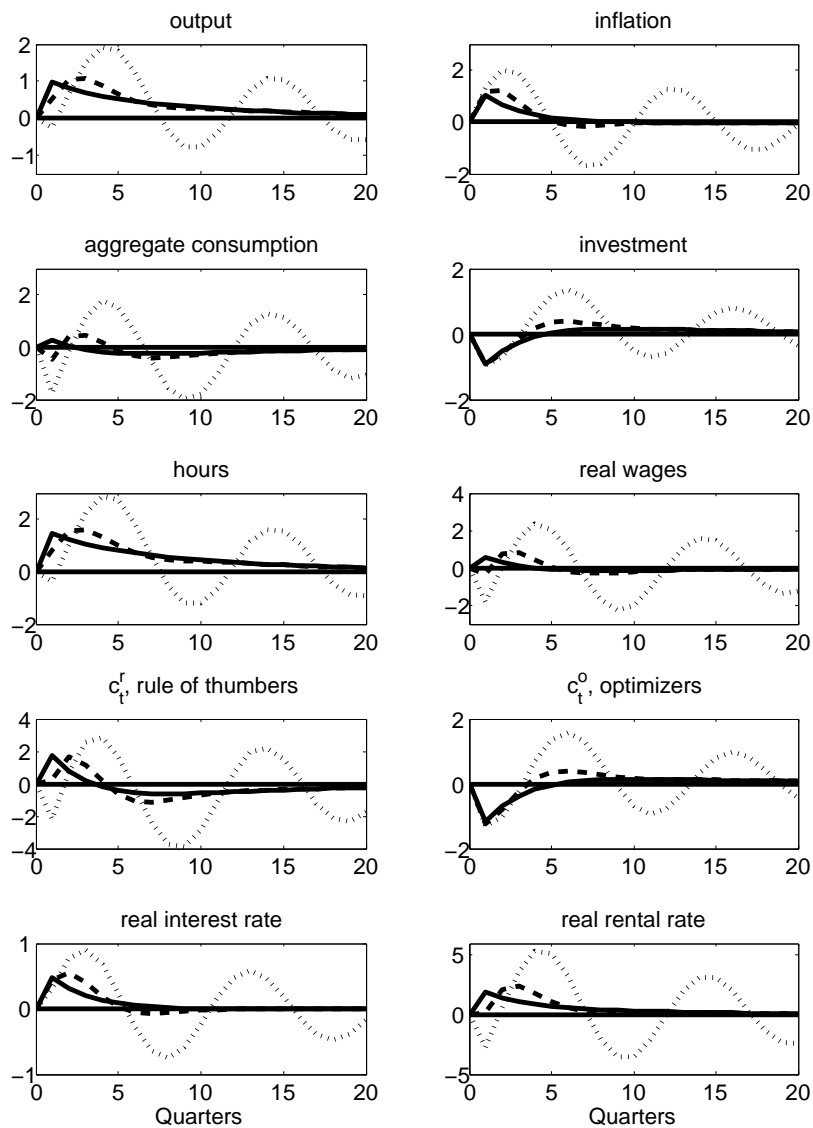 output
2
1
0
−1
0 5 10 15 20
inflation
2
0
−2
0 5 10 15 20
aggregate consumption
2
0
−2
0 5 10 15 20
investment
2
0
−2
0 5 10 15 20
hours
2
0
−2
0 5 10 15 20
real wages
4
2
0
−2
0 5 10 15 20
c_t^r, rule of thumbers
4
2
0
−2
−4
0 5 10 15 20
c_t^o, optimizers
2
0
−2
0 5 10 15 20
real interest rate
1
0
−1
0 5 10 15 20
Quarters
real rental rate
5
0
−5
0 5 10 15 20
Quarters